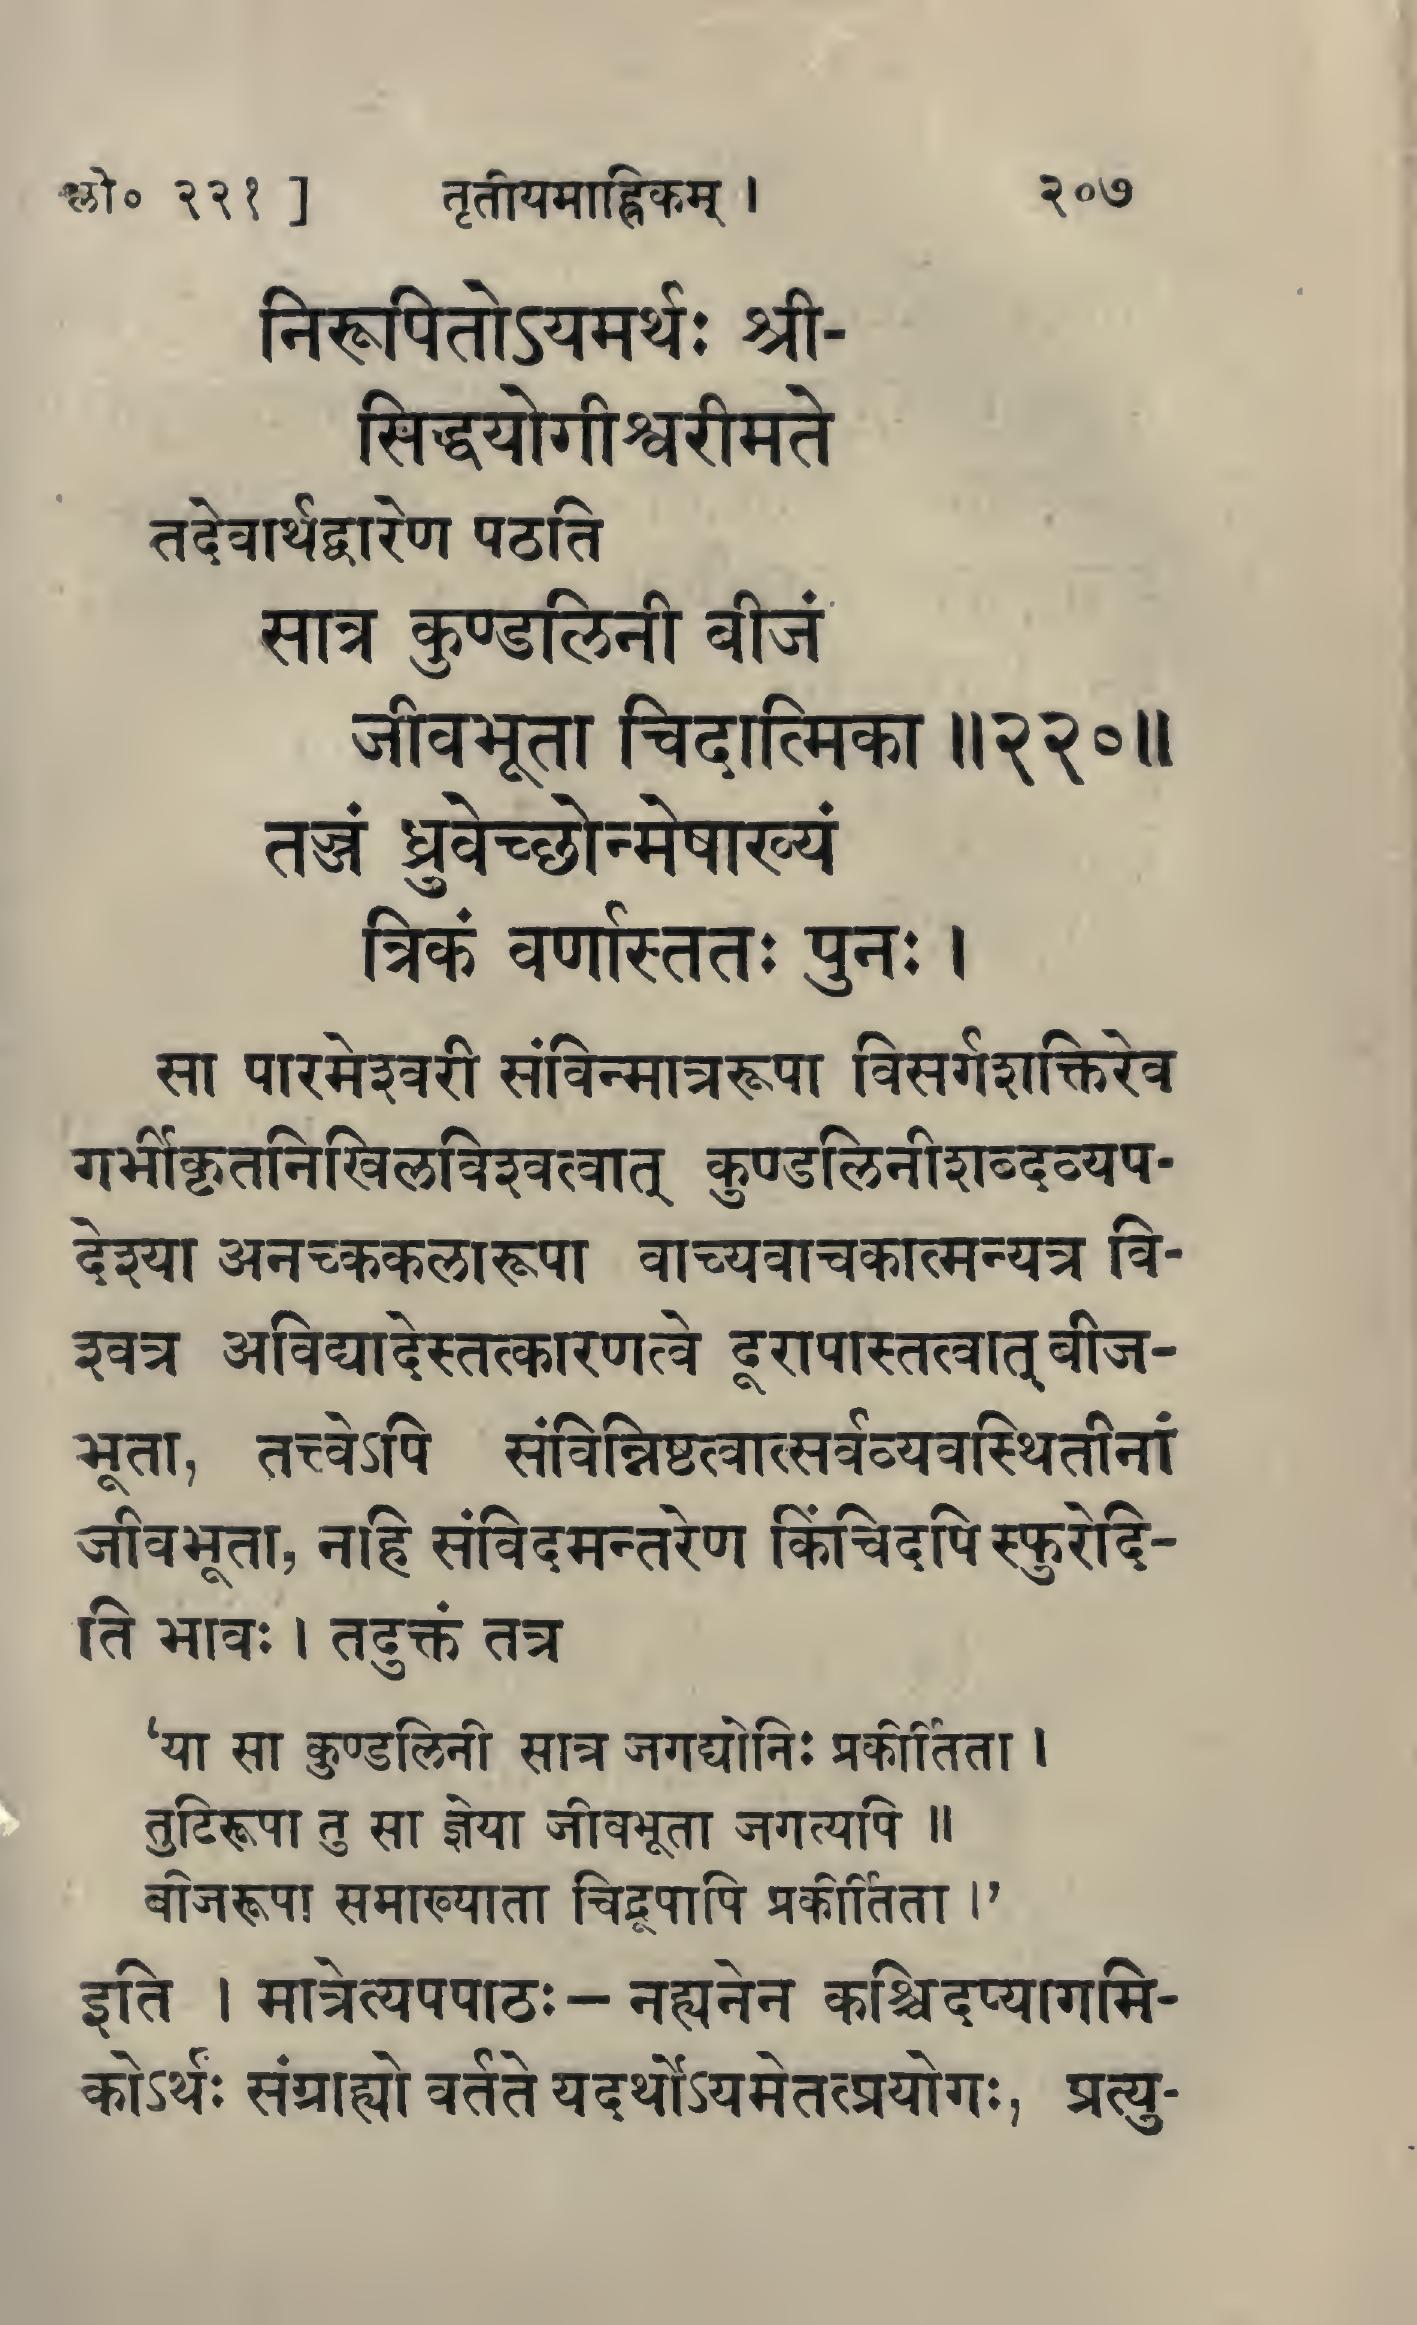 श्लो० २२१ ] तृतीयमाह्निकम् । २०७
निरूपितोऽयमर्थः श्री-
सिद्धयोगीश्वरीमते
तदेवार्थद्वारेण पठति
सात्र कुण्डलिनी बीजं
जीवभूता चिदात्मिका ॥२२०॥
तज्जं ध्रुवेच्छोन्मेषाख्यं
त्रिकं वर्णास्ततः पुनः ।
सा पारमेश्वरी संविन्मात्ररूपा विसर्गशक्तिरेव
गर्भीकृतनिखिलविश्वत्वात् कुण्डलिनीशब्दव्यप-
देश्या अनच्ककलारूपा वाच्यवाचकात्मन्यत्र वि-
श्वत्र अविद्यादेस्तत्कारणत्वे दूरापास्तत्वात् बीज-
भूता, तत्त्वेऽपि संविन्निष्ठत्वात्सर्वव्यवस्थितीनां
जीवभूता, नहि संविदमन्तरेण किंचिदपि स्फुरेदि-
ति भावः । तदुक्तं तत्र
‘या सा कुण्डलिनी सात्र जगद्योनिः प्रकीर्तिता ।
तुटिरूपा तु सा ज्ञेया जीवभूता जगत्यपि ॥
बीजरूपा समाख्याता चिद्रूपापि प्रकीर्तिता ।’
इति । मात्रेत्यपपाठः — नह्यनेन कश्चिदप्यागमि-
कोऽर्थः संग्राह्यो वर्तते यदर्थोऽयमेतत्प्रयोगः, प्रत्यु-